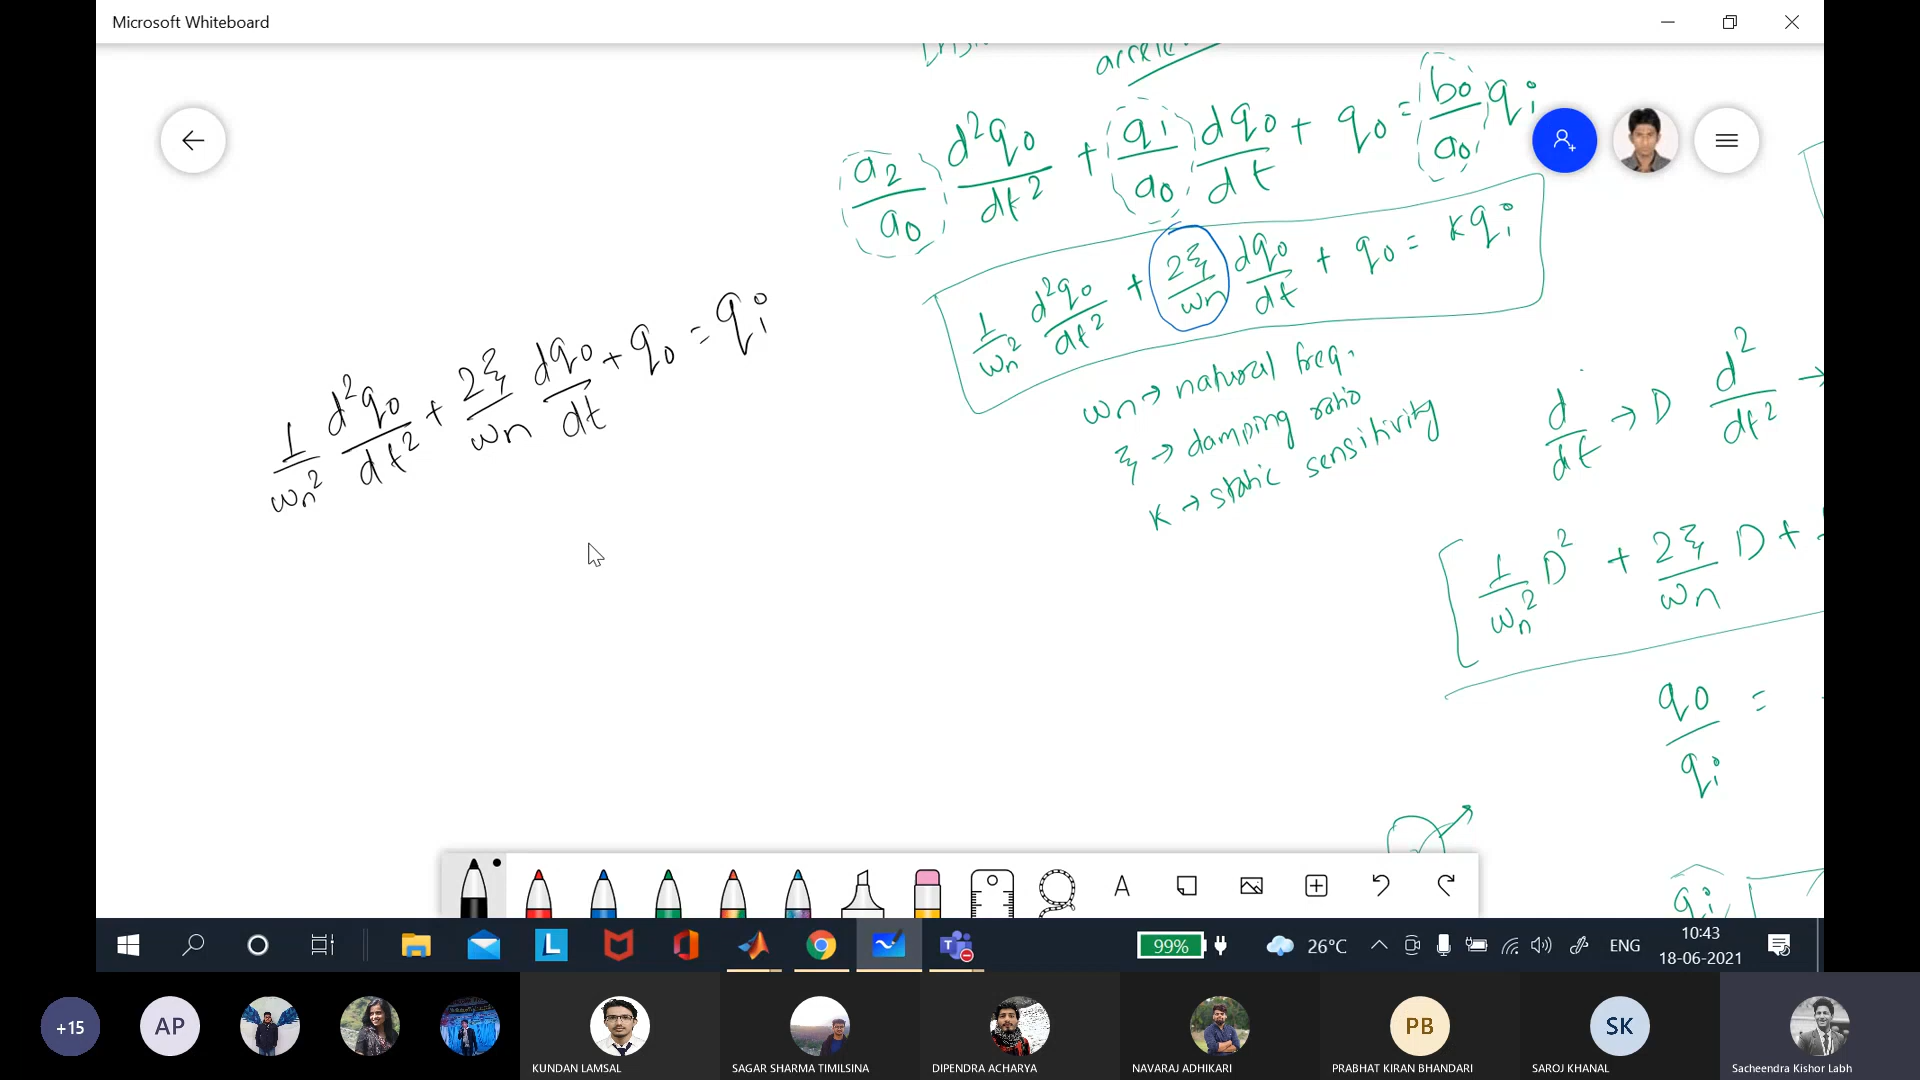 Microsoft Whiteboard
a2/a0 d²q0/dt² + q1/a0 dq0/dt + q0 = b0/a0 qi
1/ωn² d²q0/dt² + 2ξ/ωn dq0/dt + q0 = Kqi
1/ωn² d²q0/dt² + 2ξ/ωn dq0/dt + q0 = qi
ωn → natural freq.
ξ → damping ratio
K → static sensitivity
d/dt → D d²/dt² →
[1/ωn² D² + 2ξ/ωn D +
q0/qi =
qi
A
99%
26°C
ENG
10:43
18-06-2021
+15
AP
PB
SK
KUNDAN LAMSAL
SAGAR SHARMA TIMILSINA
DIPENDRA ACHARYA
NAVARAJ ADHIKARI
PRABHAT KIRAN BHANDARI
SAROJ KHANAL
Sacheendra Kishor Labh